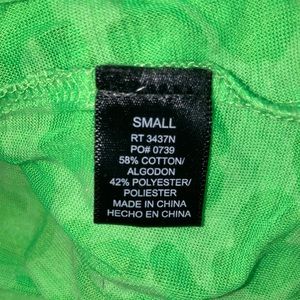 SMALL
RT 3437N
PO# 0739
58% COTTON/
ALGODON
42% POLYESTER/
POLIESTER
MADE IN CHINA
HECHO EN CHINA